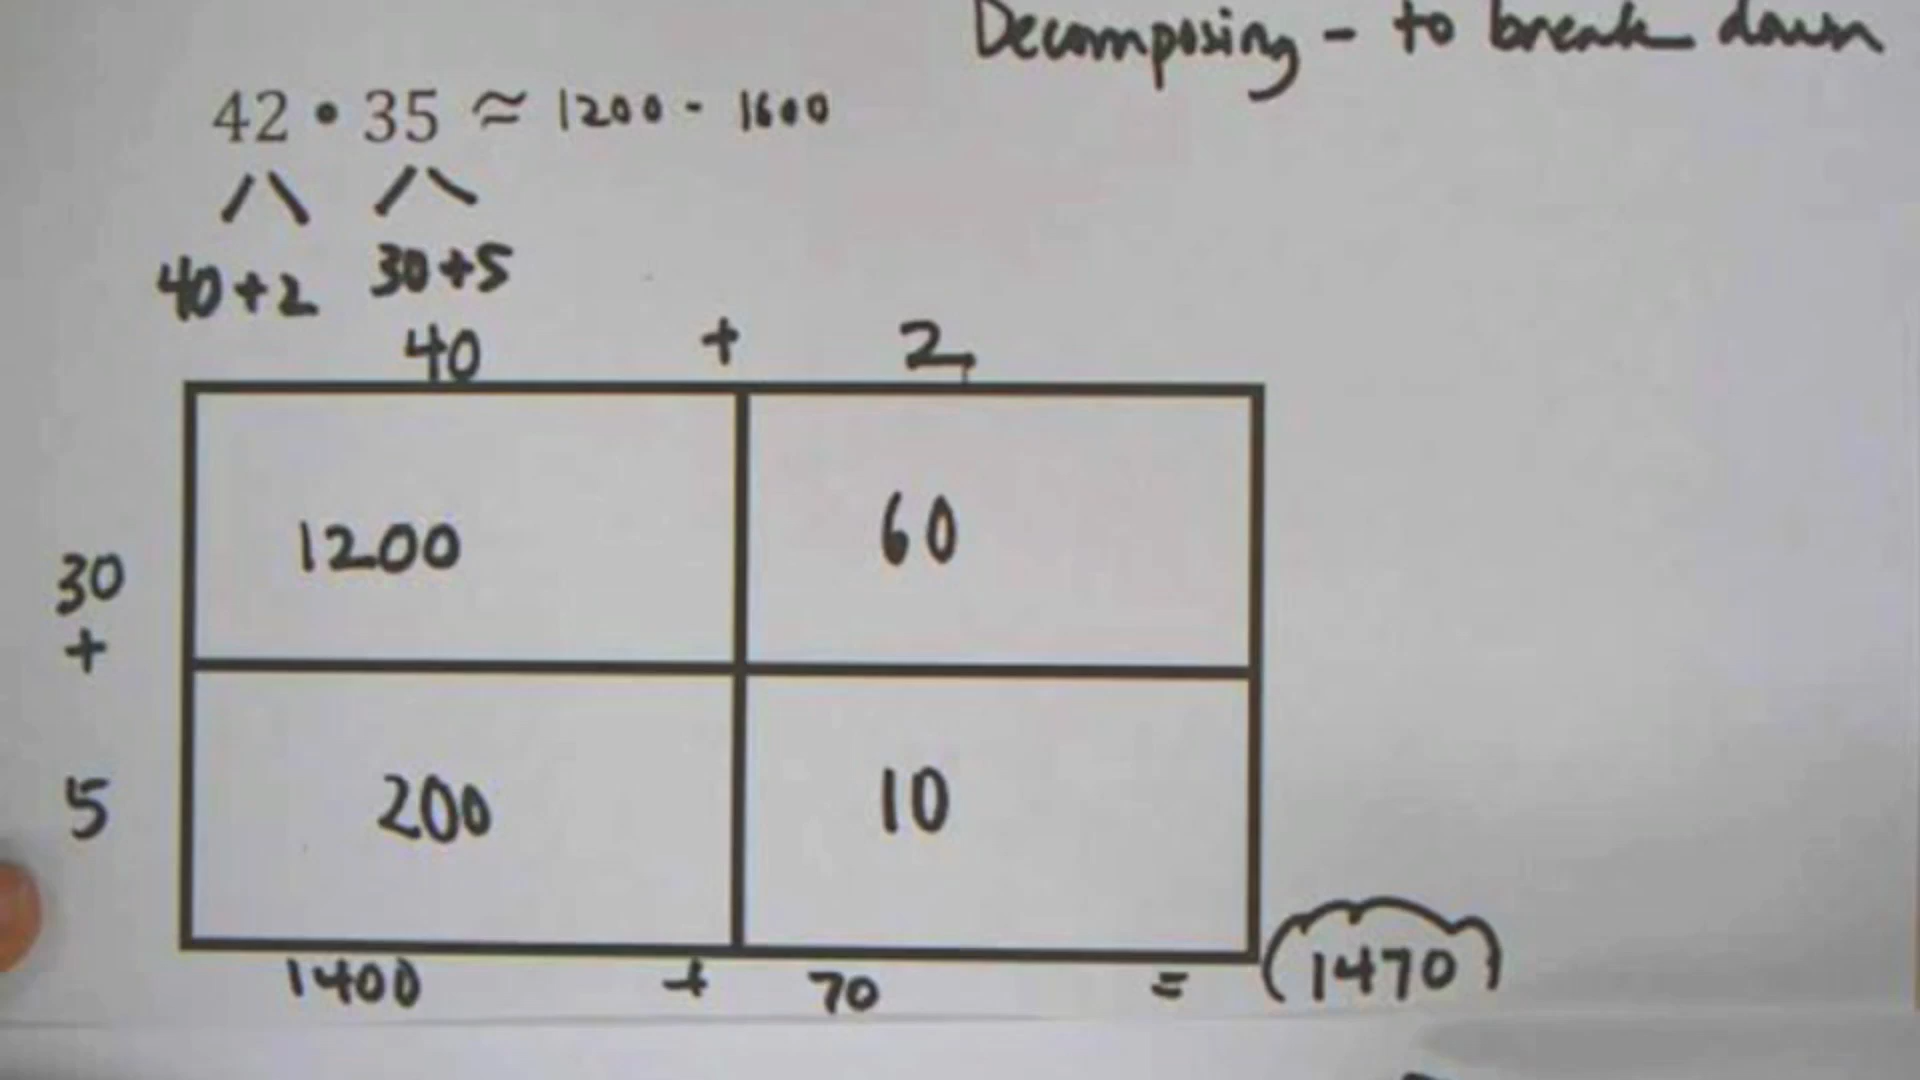 Decomposing - to break down
42 • 35 ≈ 1200 - 1600
40+2 30+5
40 + 2
1200 60
30
+
5 200 10
1400 + 70 = 1470